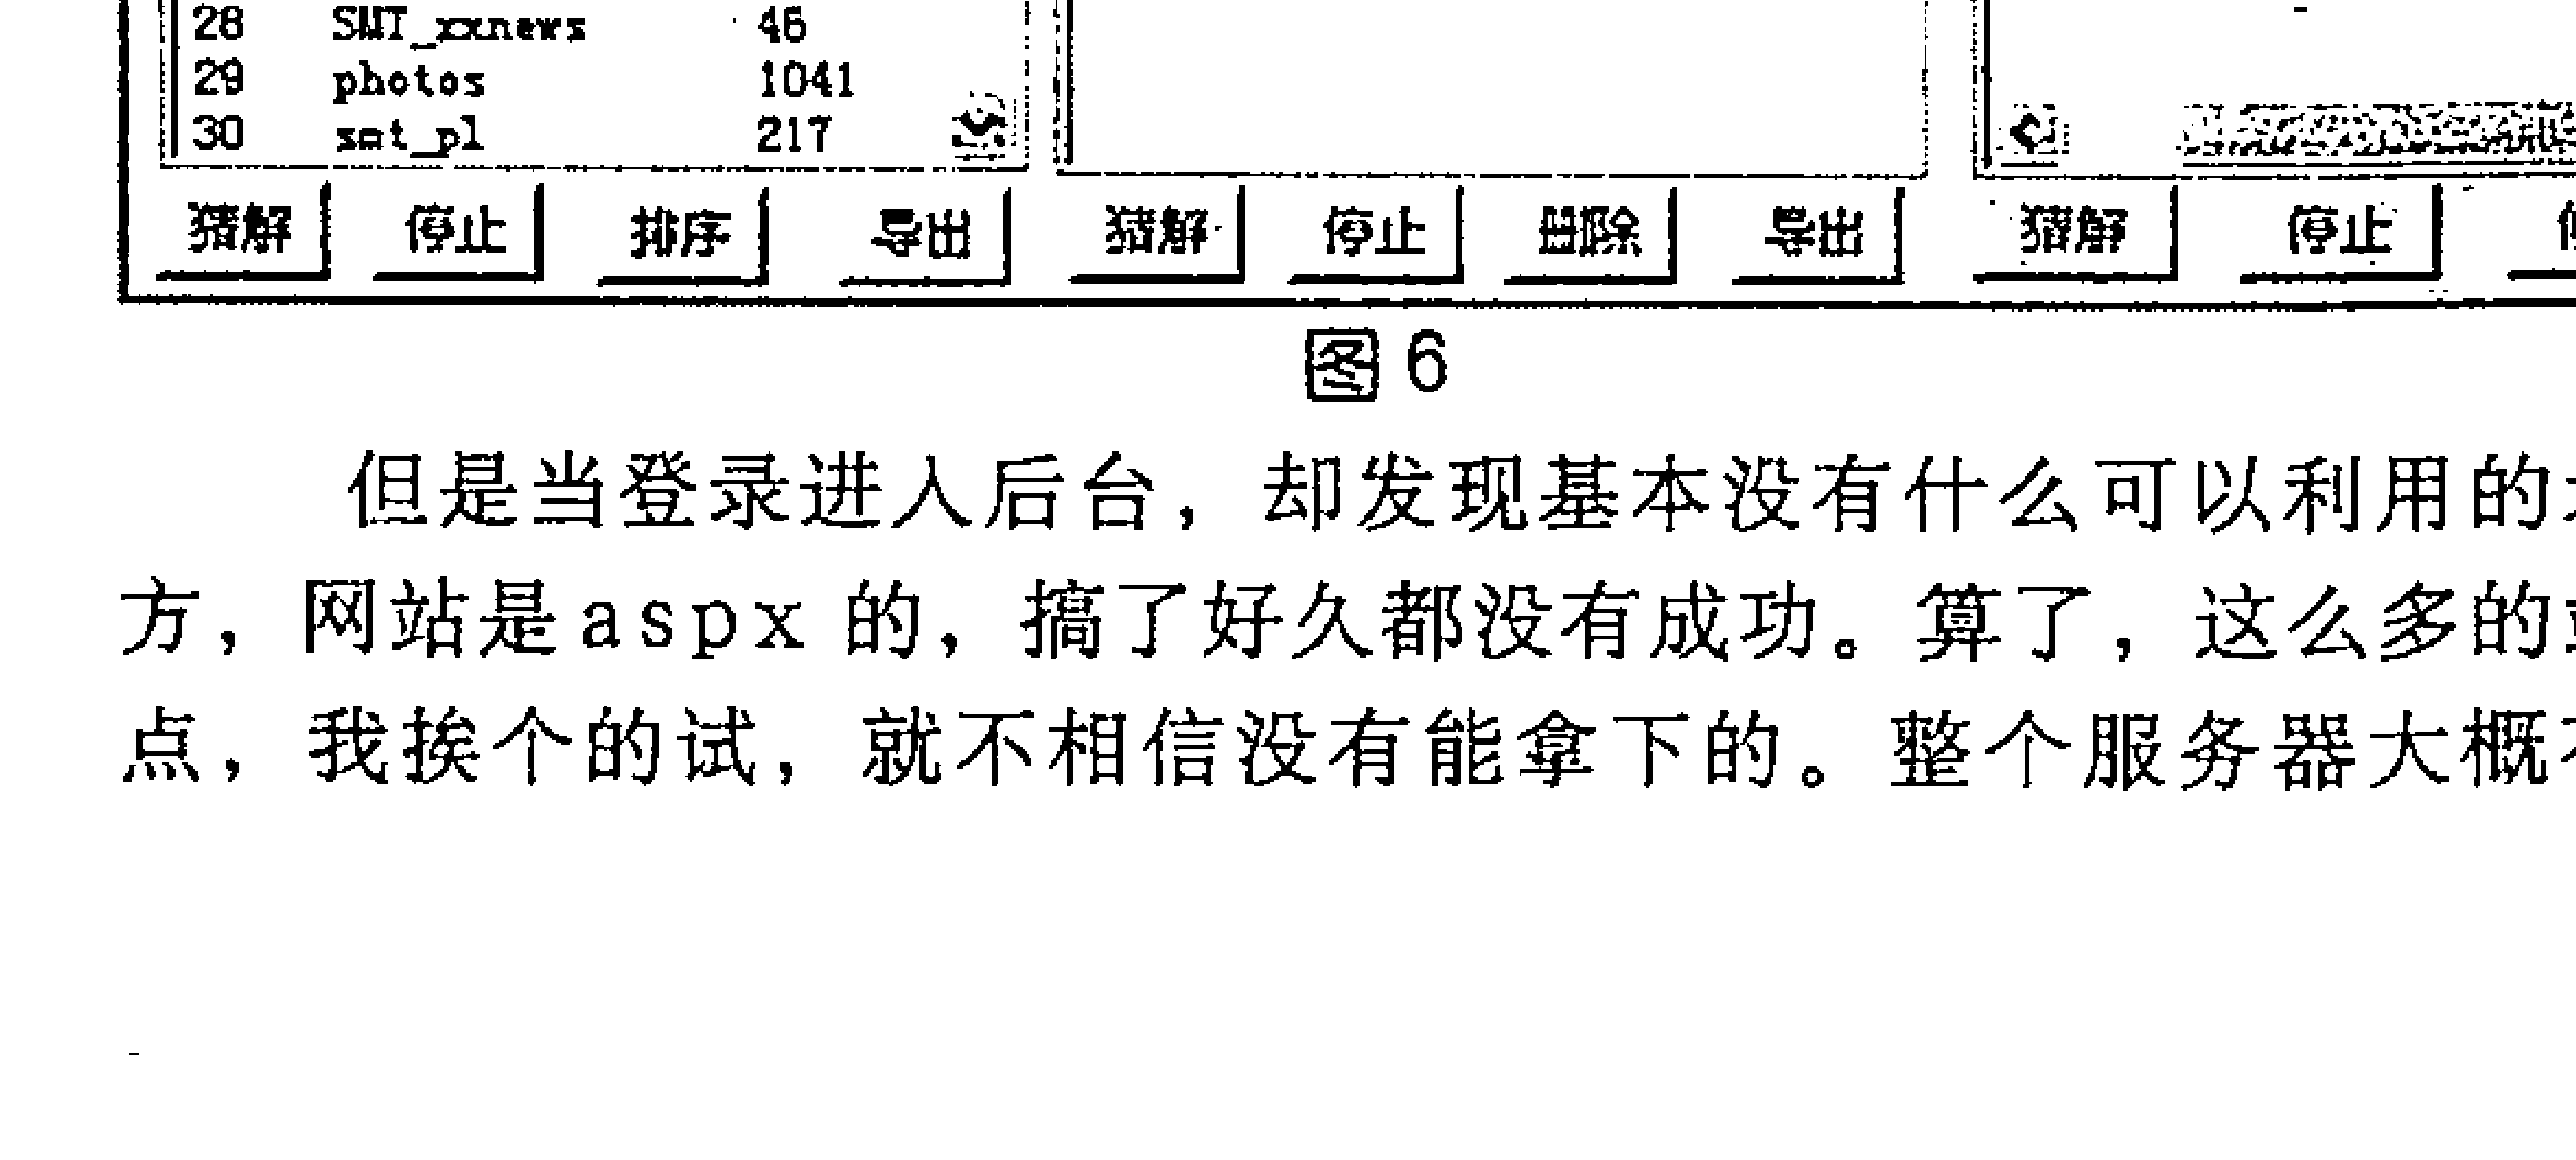 28 SWT_xxnews 46
29 photos 1041
30 smt_pl 217
猜解 停止 排序 导出 猜解 停止 删除 导出 猜解 停止
图 6
但是当登录进入后台，却发现基本没有什么可以利用的
方，网站是aspx 的，搞了好久都没有成功。算了，这么多的
点，我挨个的试，就不相信没有能拿下的。整个服务器大概